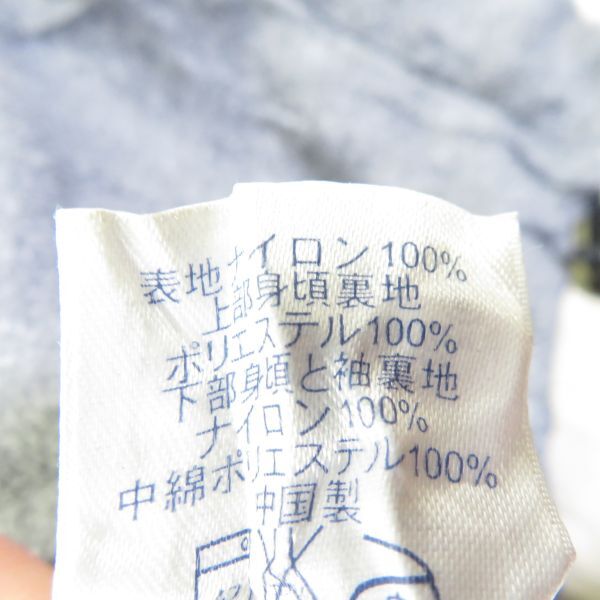 表地ナイロン100%
上部身頃裏地
ポリエステル100%
下部身頃と袖裏地
ナイロン100%
中綿ポリエステル100%
中国製